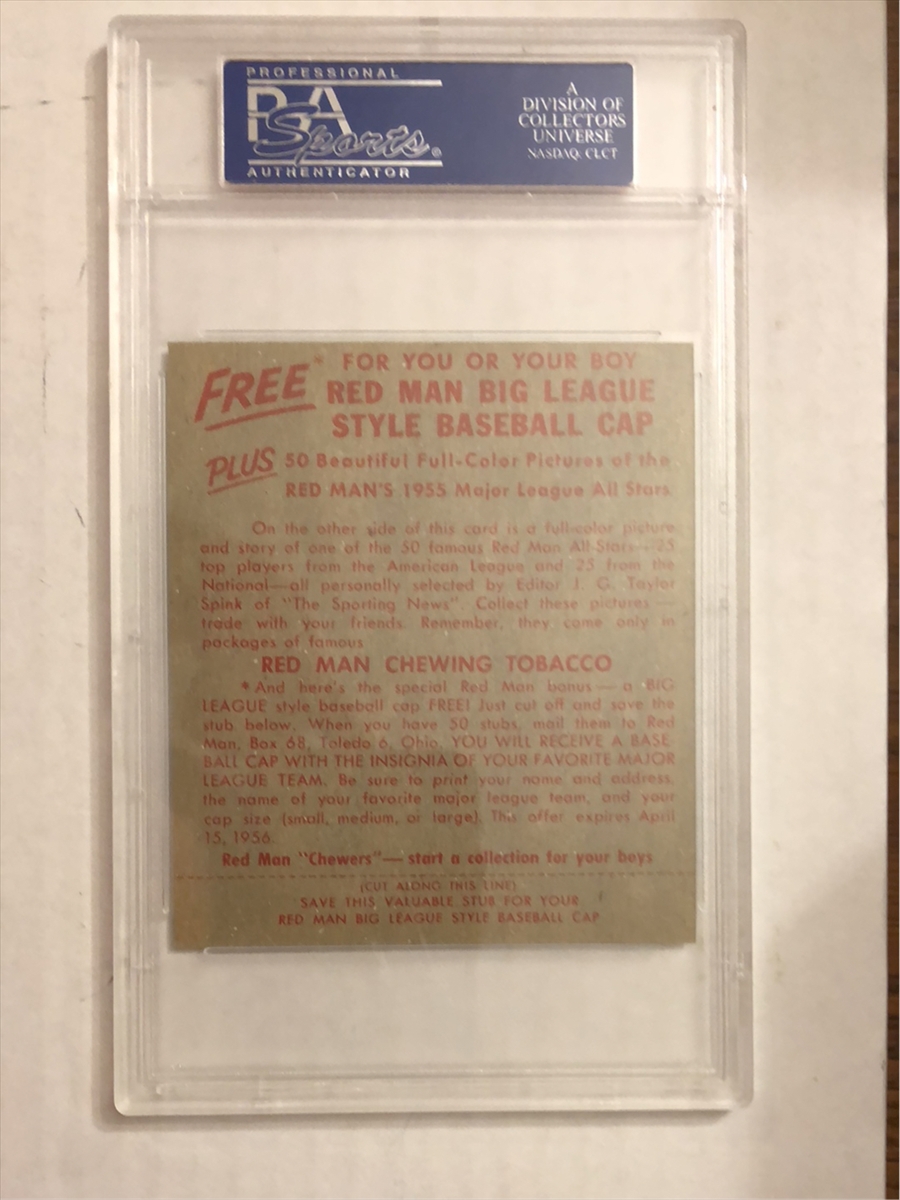 PROFESSIONAL
PSA
Sports
AUTHENTICATOR
A
DIVISION OF
COLLECTORS
UNIVERSE
NASDAQ: CLCT
FREE* FOR YOU OR YOUR BOY
RED MAN BIG LEAGUE
STYLE BASEBALL CAP
PLUS 50 Beautiful Full-Color Pictures of the
RED MAN'S 1955 Major League All Stars
On the other side of this card is a full-color picture
and story of one of the 50 famous Red Man All-Stars—25
top players from the American League and 25 from the
National—all personally selected by Editor J. G. Taylor
Spink of "The Sporting News". Collect these pictures—
trade with your friends. Remember, they come only in
packages of famous
RED MAN CHEWING TOBACCO
*And here's the special Red Man bonus — a BIG
LEAGUE style baseball cap FREE! Just cut off and save the
stub below. When you have 50 stubs, mail them to Red
Man, Box 68, Toledo 6, Ohio. YOU WILL RECEIVE A BASE-
BALL CAP WITH THE INSIGNIA OF YOUR FAVORITE MAJOR
LEAGUE TEAM. Be sure to print your name and address,
the name of your favorite major league team, and your
cap size (small, medium, or large). This offer expires April
15, 1956.
Red Man "Chewers"— start a collection for your boys
(CUT ALONG THIS LINE)
SAVE THIS VALUABLE STUB FOR YOUR
RED MAN BIG LEAGUE STYLE BASEBALL CAP